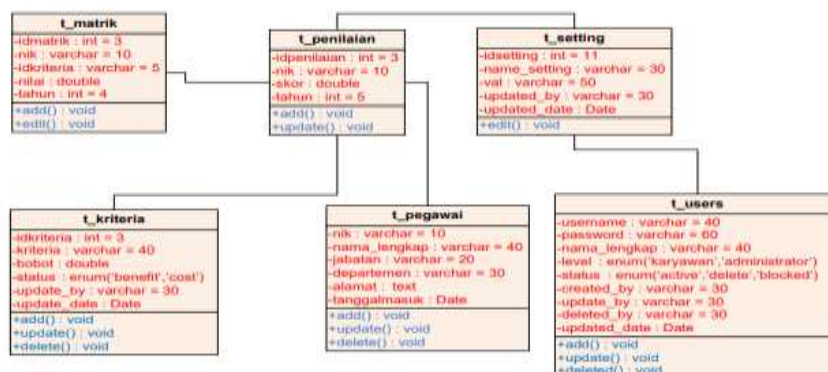 t_matrik
-idmatrik : int = 3
-nik : varchar = 10
-idkriteria : varchar = 5
-nilai : double
-tahun : int = 4
+add() : void
+edit() : void
t_penilaian
-idpenilaian : int = 3
-nik : varchar = 10
-skor : double
-tahun : int = 5
+add() : void
+update() : void
t_setting
-idsetting : int = 11
-name_setting : varchar = 30
-val : varchar = 50
-updated_by : varchar = 30
-updated_date : Date
+edit() : void
t_kriteria
-idkriteria : int = 3
-kriteria : varchar = 40
-bobot : double
-status : enum('benefit','cost')
-update_by : varchar = 30
-update_date : Date
+add() : void
+update() : void
+delete() : void
t_pegawai
-nik : varchar = 10
-nama_lengkap : varchar = 40
-jabatan : varchar = 20
-departemen : varchar = 30
-alamat : text
-tanggalmasuk : Date
+add() : void
+update() : void
+delete() : void
t_users
-username : varchar = 40
-password : varchar = 60
-nama_lengkap : varchar = 40
-level : enum('karyawan','administrator')
-status : enum('active','delete','blocked')
-created_by : varchar = 30
-update_by : varchar = 30
-deleted_by : varchar = 30
-updated_date : Date
+add() : void
+update() : void
+deleted() : void